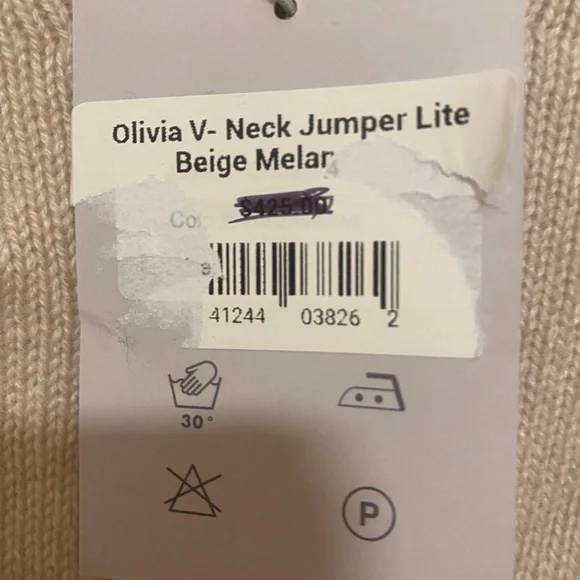 Olivia V- Neck Jumper Lite
Beige Melan
$425.00
41244 03826 2
30°
P